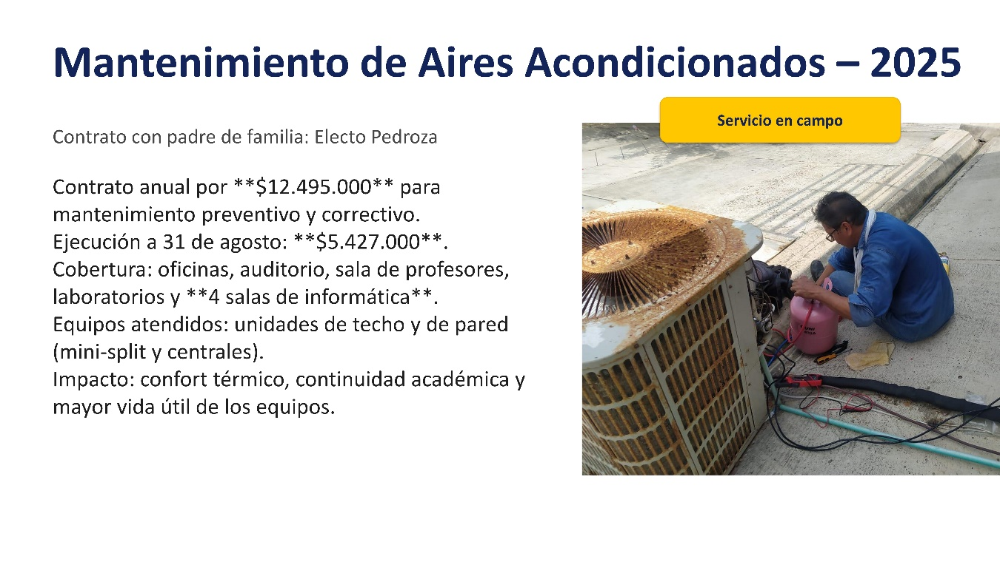 Mantenimiento de Aires Acondicionados – 2025
Servicio en campo
Contrato con padre de familia: Electo Pedroza
Contrato anual por **$12.495.000** para
mantenimiento preventivo y correctivo.
Ejecución a 31 de agosto: **$5.427.000**.
Cobertura: oficinas, auditorio, sala de profesores,
laboratorios y **4 salas de informática**.
Equipos atendidos: unidades de techo y de pared
(mini-split y centrales).
Impacto: confort térmico, continuidad académica y
mayor vida útil de los equipos.